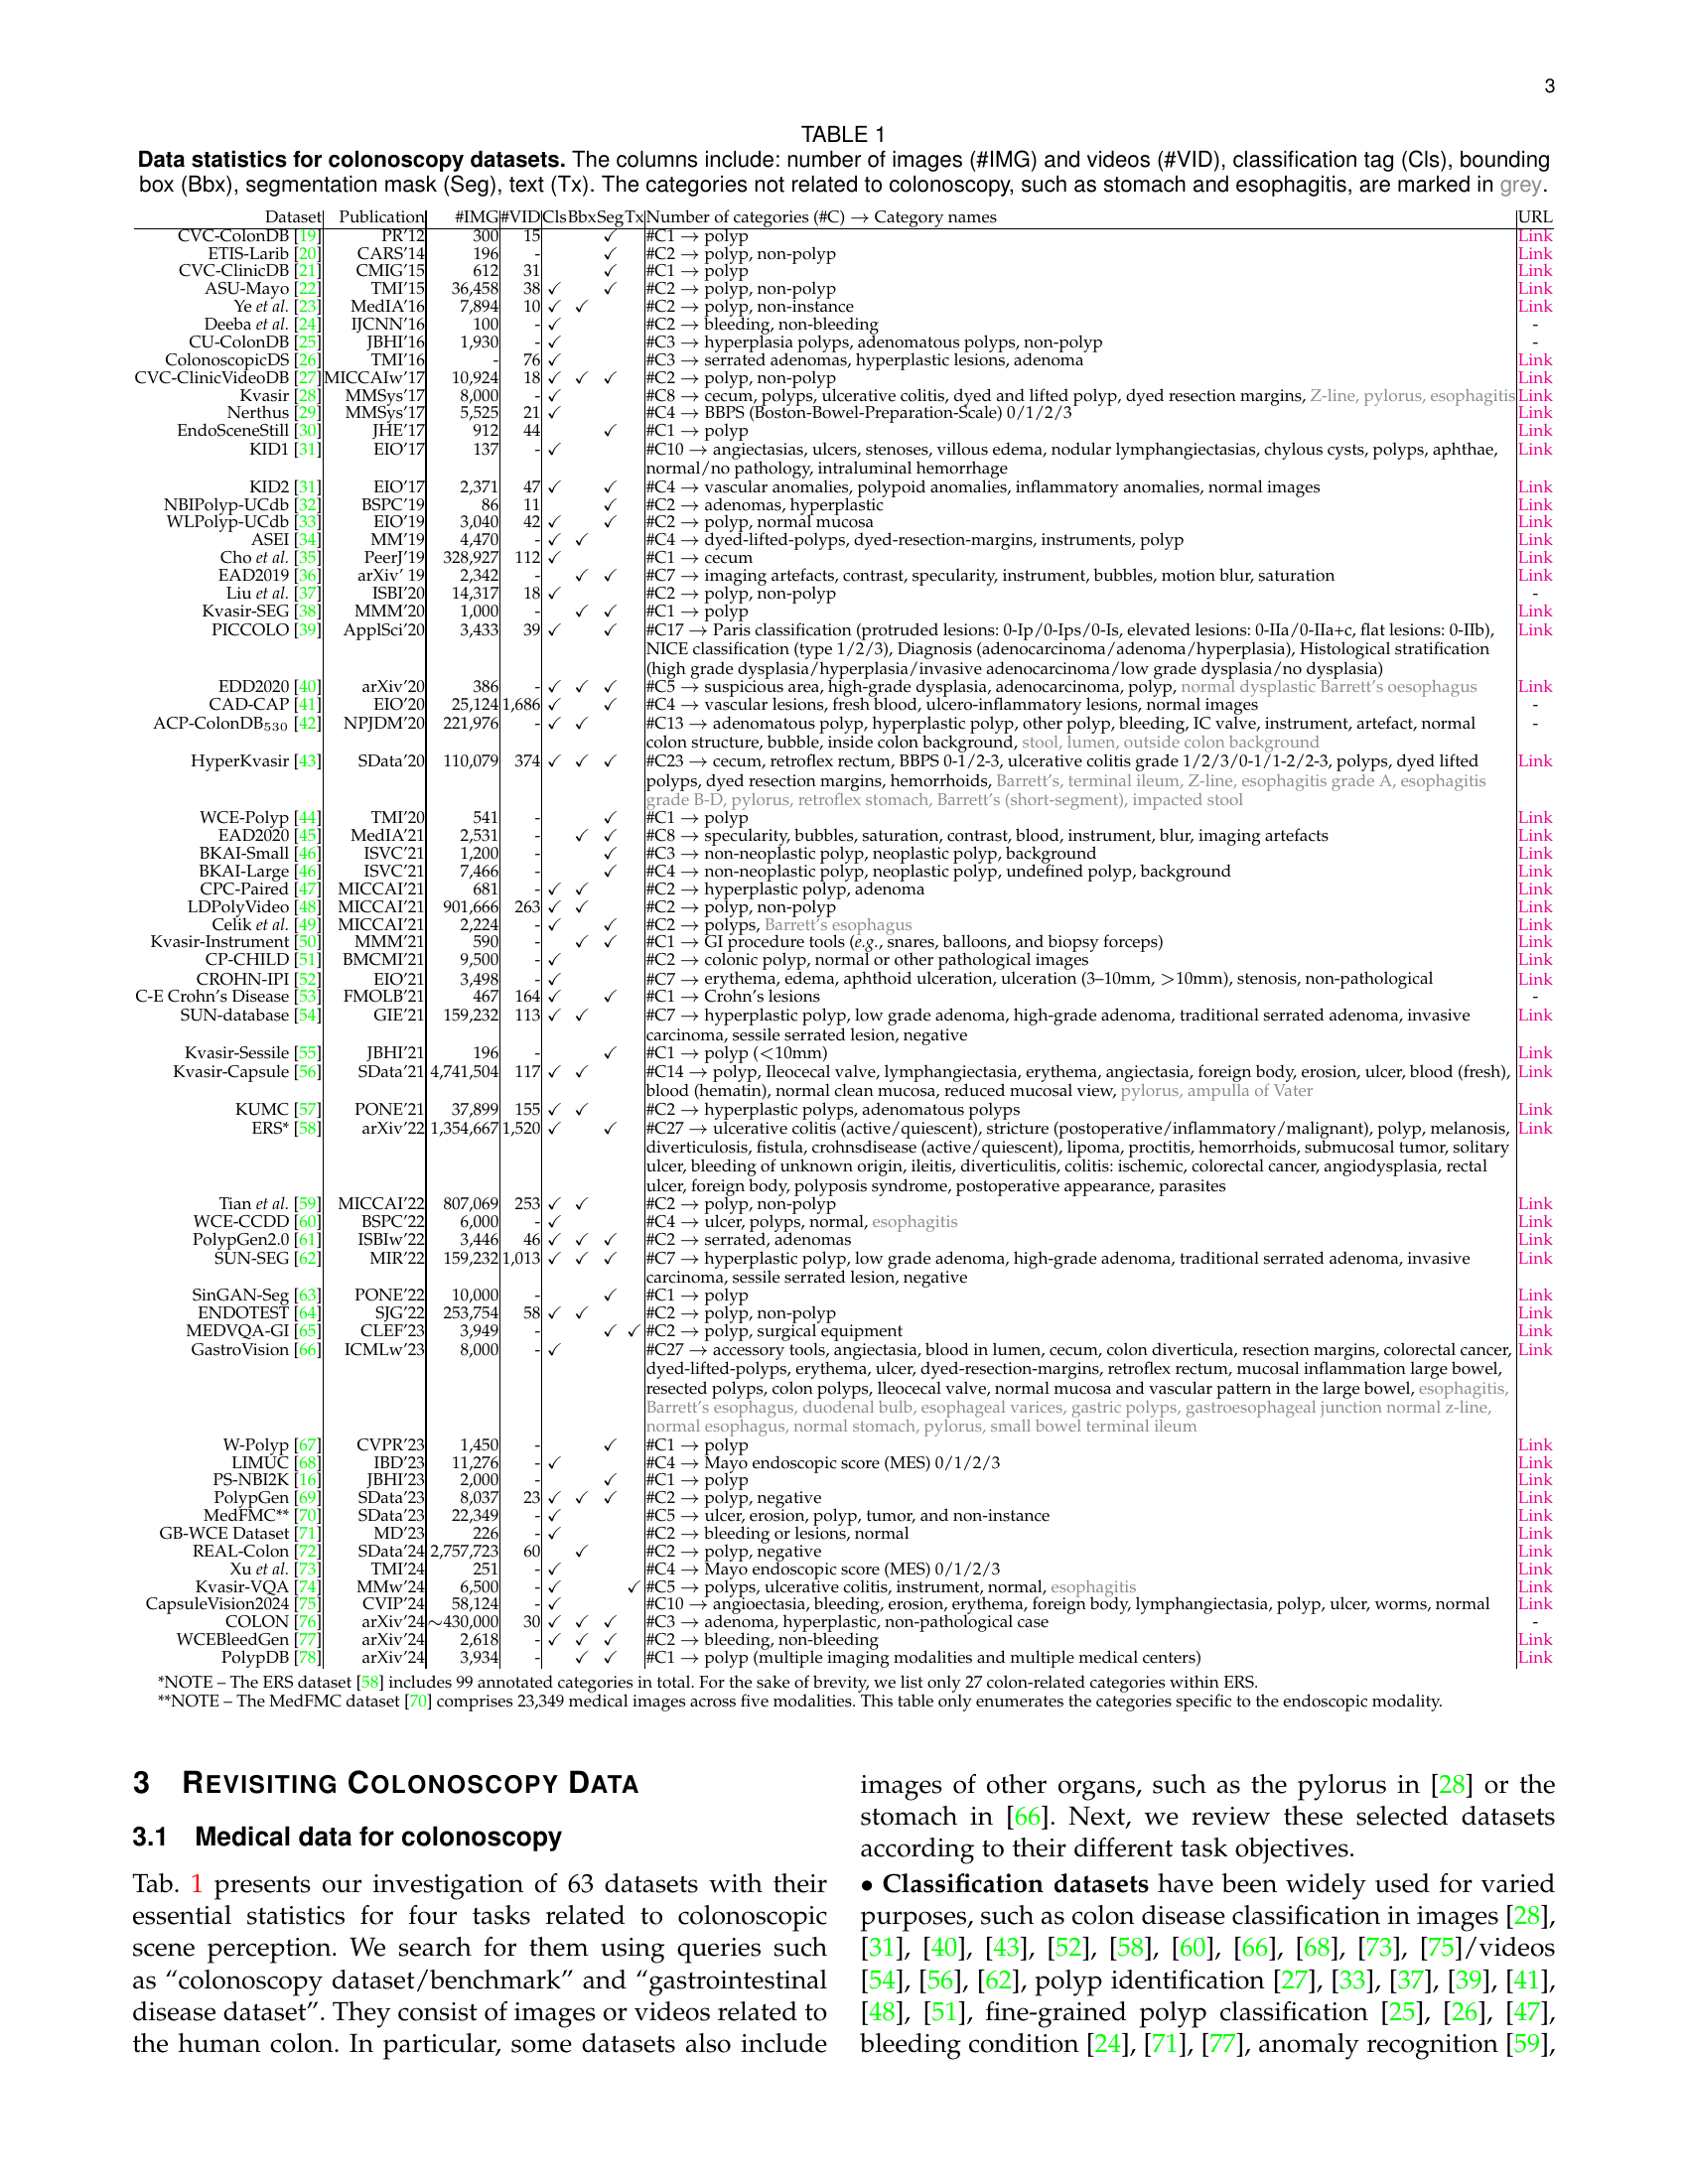 3
TABLE 1
Data statistics for colonoscopy datasets. The columns include: number of images (#IMG) and videos (#VID), classification tag (Cls), bounding
box (Bbx), segmentation mask (Seg), text (Tx). The categories not related to colonoscopy, such as stomach and esophagitis, are marked in grey.
Dataset Publication #IMG #VID Cls Bbx Seg Tx Number of categories (#C) → Category names URL
CVC-ColonDB [19] PR'12 300 15 ✓ #C1 → polyp Link
ETIS-Larib [20] CARS'14 196 - ✓ #C2 → polyp, non-polyp Link
CVC-ClinicDB [21] CMIG'15 612 31 ✓ #C1 → polyp Link
ASU-Mayo [22] TMI'15 36,458 38 ✓ ✓ #C2 → polyp, non-polyp Link
Ye et al. [23] MedIA'16 7,894 10 ✓ ✓ #C2 → polyp, non-instance Link
Deeba et al. [24] IJCNN'16 100 - ✓ #C2 → bleeding, non-bleeding -
CU-ColonDB [25] JBHI'16 1,930 - ✓ #C3 → hyperplasia polyps, adenomatous polyps, non-polyp -
ColonoscopicDS [26] TMI'16 - 76 ✓ #C3 → serrated adenomas, hyperplastic lesions, adenoma Link
CVC-ClinicVideoDB [27] MICCAIw'17 10,924 18 ✓ ✓ ✓ #C2 → polyp, non-polyp Link
Kvasir [28] MMSys'17 8,000 - ✓ #C8 → cecum, polyps, ulcerative colitis, dyed and lifted polyp, dyed resection margins, Z-line, pylorus, esophagitis Link
Nerthus [29] MMSys'17 5,525 21 ✓ #C4 → BBPS (Boston-Bowel-Preparation-Scale) 0/1/2/3 Link
EndoSceneStill [30] JHE'17 912 44 ✓ #C1 → polyp Link
KID1 [31] EIO'17 137 - ✓ #C10 → angiectasias, ulcers, stenoses, villous edema, nodular lymphangiectasias, chylous cysts, polyps, aphthae, Link
normal/no pathology, intraluminal hemorrhage
KID2 [31] EIO'17 2,371 47 ✓ ✓ #C4 → vascular anomalies, polypoid anomalies, inflammatory anomalies, normal images Link
NBIPolyp-UCdb [32] BSPC'19 86 11 ✓ #C2 → adenomas, hyperplastic Link
WLPolyp-UCdb [33] EIO'19 3,040 42 ✓ ✓ #C2 → polyp, normal mucosa Link
ASEI [34] MM'19 4,470 - ✓ ✓ #C4 → dyed-lifted-polyps, dyed-resection-margins, instruments, polyp Link
Cho et al. [35] PeerJ'19 328,927 112 ✓ #C1 → cecum Link
EAD2019 [36] arXiv' 19 2,342 - ✓ ✓ #C7 → imaging artefacts, contrast, specularity, instrument, bubbles, motion blur, saturation Link
Liu et al. [37] ISBI'20 14,317 18 ✓ #C2 → polyp, non-polyp -
Kvasir-SEG [38] MMM'20 1,000 - ✓ ✓ #C1 → polyp Link
PICCOLO [39] ApplSci'20 3,433 39 ✓ ✓ #C17 → Paris classification (protruded lesions: 0-Ip/0-Ips/0-Is, elevated lesions: 0-IIa/0-IIa+c, flat lesions: 0-IIb), Link
NICE classification (type 1/2/3), Diagnosis (adenocarcinoma/adenoma/hyperplasia), Histological stratification
(high grade dysplasia/hyperplasia/invasive adenocarcinoma/low grade dysplasia/no dysplasia)
EDD2020 [40] arXiv'20 386 - ✓ ✓ ✓ #C5 → suspicious area, high-grade dysplasia, adenocarcinoma, polyp, normal dysplastic Barrett's oesophagus Link
CAD-CAP [41] EIO'20 25,124 1,686 ✓ ✓ #C4 → vascular lesions, fresh blood, ulcero-inflammatory lesions, normal images -
ACP-ColonDB530 [42] NPJDM'20 221,976 - ✓ ✓ #C13 → adenomatous polyp, hyperplastic polyp, other polyp, bleeding, IC valve, instrument, artefact, normal -
colon structure, bubble, inside colon background, stool, lumen, outside colon background
HyperKvasir [43] SData'20 110,079 374 ✓ ✓ ✓ #C23 → cecum, retroflex rectum, BBPS 0-1/2-3, ulcerative colitis grade 1/2/3/0-1/1-2/2-3, polyps, dyed lifted Link
polyps, dyed resection margins, hemorrhoids, Barrett's, terminal ileum, Z-line, esophagitis grade A, esophagitis
grade B-D, pylorus, retroflex stomach, Barrett's (short-segment), impacted stool
WCE-Polyp [44] TMI'20 541 - ✓ #C1 → polyp Link
EAD2020 [45] MedIA'21 2,531 - ✓ ✓ #C8 → specularity, bubbles, saturation, contrast, blood, instrument, blur, imaging artefacts Link
BKAI-Small [46] ISVC'21 1,200 - ✓ #C3 → non-neoplastic polyp, neoplastic polyp, background Link
BKAI-Large [46] ISVC'21 7,466 - ✓ #C4 → non-neoplastic polyp, neoplastic polyp, undefined polyp, background Link
CPC-Paired [47] MICCAI'21 681 - ✓ ✓ #C2 → hyperplastic polyp, adenoma Link
LDPolyVideo [48] MICCAI'21 901,666 263 ✓ ✓ #C2 → polyp, non-polyp Link
Celik et al. [49] MICCAI'21 2,224 - ✓ ✓ #C2 → polyps, Barrett's esophagus Link
Kvasir-Instrument [50] MMM'21 590 - ✓ ✓ #C1 → GI procedure tools (e.g., snares, balloons, and biopsy forceps) Link
CP-CHILD [51] BMCMI'21 9,500 - ✓ #C2 → colonic polyp, normal or other pathological images Link
CROHN-IPI [52] EIO'21 3,498 - ✓ #C7 → erythema, edema, aphthoid ulceration, ulceration (3–10mm, >10mm), stenosis, non-pathological Link
C-E Crohn's Disease [53] FMOLB'21 467 164 ✓ ✓ #C1 → Crohn's lesions -
SUN-database [54] GIE'21 159,232 113 ✓ ✓ #C7 → hyperplastic polyp, low grade adenoma, high-grade adenoma, traditional serrated adenoma, invasive Link
carcinoma, sessile serrated lesion, negative
Kvasir-Sessile [55] JBHI'21 196 - ✓ #C1 → polyp (<10mm) Link
Kvasir-Capsule [56] SData'21 4,741,504 117 ✓ ✓ #C14 → polyp, Ileocecal valve, lymphangiectasia, erythema, angiectasia, foreign body, erosion, ulcer, blood (fresh), Link
blood (hematin), normal clean mucosa, reduced mucosal view, pylorus, ampulla of Vater
KUMC [57] PONE'21 37,899 155 ✓ ✓ #C2 → hyperplastic polyps, adenomatous polyps Link
ERS* [58] arXiv'22 1,354,667 1,520 ✓ ✓ #C27 → ulcerative colitis (active/quiescent), stricture (postoperative/inflammatory/malignant), polyp, melanosis, Link
diverticulosis, fistula, crohnsdisease (active/quiescent), lipoma, proctitis, hemorrhoids, submucosal tumor, solitary
ulcer, bleeding of unknown origin, ileitis, diverticulitis, colitis: ischemic, colorectal cancer, angiodysplasia, rectal
ulcer, foreign body, polyposis syndrome, postoperative appearance, parasites
Tian et al. [59] MICCAI'22 807,069 253 ✓ ✓ #C2 → polyp, non-polyp Link
WCE-CCDD [60] BSPC'22 6,000 - ✓ #C4 → ulcer, polyps, normal, esophagitis Link
PolypGen2.0 [61] ISBIw'22 3,446 46 ✓ ✓ ✓ #C2 → serrated, adenomas Link
SUN-SEG [62] MIR'22 159,232 1,013 ✓ ✓ ✓ #C7 → hyperplastic polyp, low grade adenoma, high-grade adenoma, traditional serrated adenoma, invasive Link
carcinoma, sessile serrated lesion, negative
SinGAN-Seg [63] PONE'22 10,000 - ✓ #C1 → polyp Link
ENDOTEST [64] SJG'22 253,754 58 ✓ ✓ #C2 → polyp, non-polyp Link
MEDVQA-GI [65] CLEF'23 3,949 - ✓ ✓ #C2 → polyp, surgical equipment Link
GastroVision [66] ICMLw'23 8,000 - ✓ #C27 → accessory tools, angiectasia, blood in lumen, cecum, colon diverticula, resection margins, colorectal cancer, Link
dyed-lifted-polyps, erythema, ulcer, dyed-resection-margins, retroflex rectum, mucosal inflammation large bowel,
resected polyps, colon polyps, lleocecal valve, normal mucosa and vascular pattern in the large bowel, esophagitis,
Barrett's esophagus, duodenal bulb, esophageal varices, gastric polyps, gastroesophageal junction normal z-line,
normal esophagus, normal stomach, pylorus, small bowel terminal ileum
W-Polyp [67] CVPR'23 1,450 - ✓ #C1 → polyp Link
LIMUC [68] IBD'23 11,276 - ✓ #C4 → Mayo endoscopic score (MES) 0/1/2/3 Link
PS-NBI2K [16] JBHI'23 2,000 - ✓ #C1 → polyp Link
PolypGen [69] SData'23 8,037 23 ✓ ✓ ✓ #C2 → polyp, negative Link
MedFMC** [70] SData'23 22,349 - ✓ #C5 → ulcer, erosion, polyp, tumor, and non-instance Link
GB-WCE Dataset [71] MD'23 226 - ✓ #C2 → bleeding or lesions, normal Link
REAL-Colon [72] SData'24 2,757,723 60 ✓ #C2 → polyp, negative Link
Xu et al. [73] TMI'24 251 - ✓ #C4 → Mayo endoscopic score (MES) 0/1/2/3 Link
Kvasir-VQA [74] MMw'24 6,500 - ✓ ✓ #C5 → polyps, ulcerative colitis, instrument, normal, esophagitis Link
CapsuleVision2024 [75] CVIP'24 58,124 - ✓ #C10 → angioectasia, bleeding, erosion, erythema, foreign body, lymphangiectasia, polyp, ulcer, worms, normal Link
COLON [76] arXiv'24 ~430,000 30 ✓ ✓ ✓ #C3 → adenoma, hyperplastic, non-pathological case -
WCEBleedGen [77] arXiv'24 2,618 - ✓ ✓ ✓ #C2 → bleeding, non-bleeding Link
PolypDB [78] arXiv'24 3,934 - ✓ ✓ #C1 → polyp (multiple imaging modalities and multiple medical centers) Link
*NOTE – The ERS dataset [58] includes 99 annotated categories in total. For the sake of brevity, we list only 27 colon-related categories within ERS.
**NOTE – The MedFMC dataset [70] comprises 23,349 medical images across five modalities. This table only enumerates the categories specific to the endoscopic modality.
3 REVISITING COLONOSCOPY DATA
3.1 Medical data for colonoscopy
Tab. 1 presents our investigation of 63 datasets with their
essential statistics for four tasks related to colonoscopic
scene perception. We search for them using queries such
as “colonoscopy dataset/benchmark” and “gastrointestinal
disease dataset”. They consist of images or videos related to
the human colon. In particular, some datasets also include
images of other organs, such as the pylorus in [28] or the
stomach in [66]. Next, we review these selected datasets
according to their different task objectives.
• Classification datasets have been widely used for varied
purposes, such as colon disease classification in images [28],
[31], [40], [43], [52], [58], [60], [66], [68], [73], [75]/videos
[54], [56], [62], polyp identification [27], [33], [37], [39], [41],
[48], [51], fine-grained polyp classification [25], [26], [47],
bleeding condition [24], [71], [77], anomaly recognition [59],